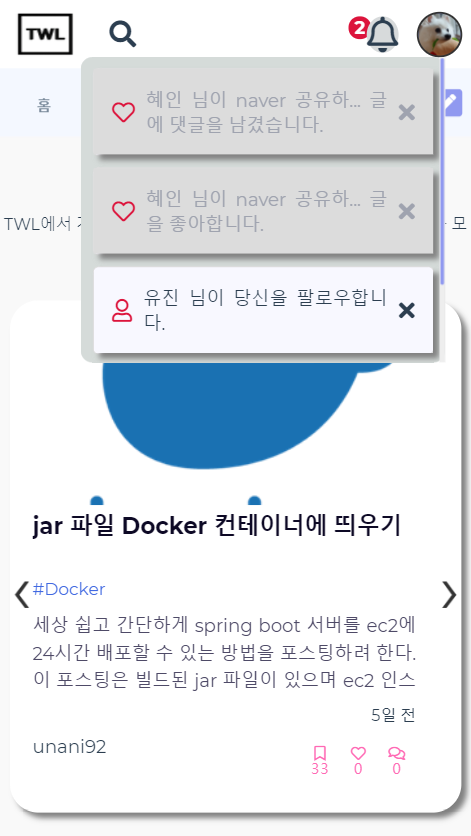 TWL
2
홈
혜인 님이 naver 공유하... 글
에 댓글을 남겼습니다.
혜인 님이 naver 공유하... 글
을 좋아합니다.
TWL에서
모
유진 님이 당신을 팔로우합니
다.
jar 파일 Docker 컨테이너에 띄우기
#Docker
세상 쉽고 간단하게 spring boot 서버를 ec2에
24시간 배포할 수 있는 방법을 포스팅하려 한다.
이 포스팅은 빌드된 jar 파일이 있으며 ec2 인스
5일 전
unani92
33 0 0